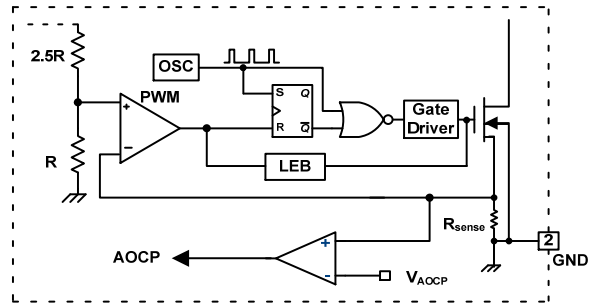 2.5R
OSC
PWM
S Q
R Q̅
Gate
Driver
+
-
R
LEB
Rsense
2
GND
AOCP
+
-
VAOCP